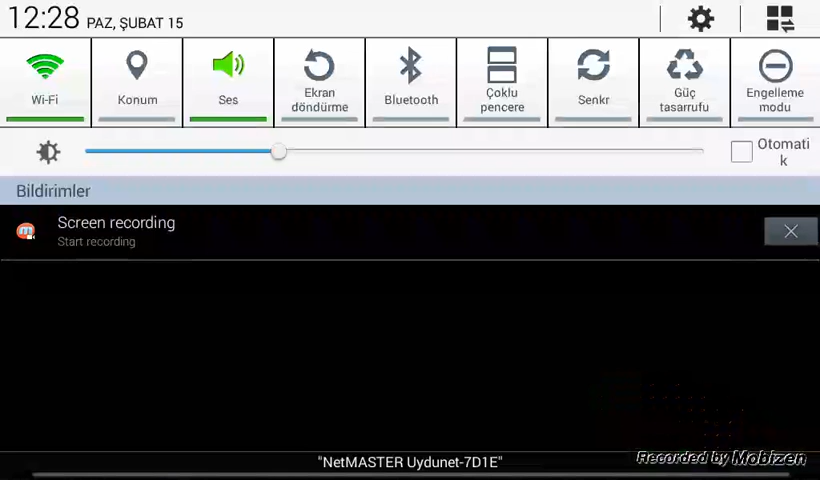 12:28 PAZ, ŞUBAT 15
Wi-Fi
Konum
Ses
Ekran
döndürme
Bluetooth
Çoklu
pencere
Senkr
Güç
tasarrufu
Engelleme
modu
Otomati
k
Bildirimler
Screen recording
Start recording
"NetMASTER Uydunet-7D1E"
Recorded by Mobizen